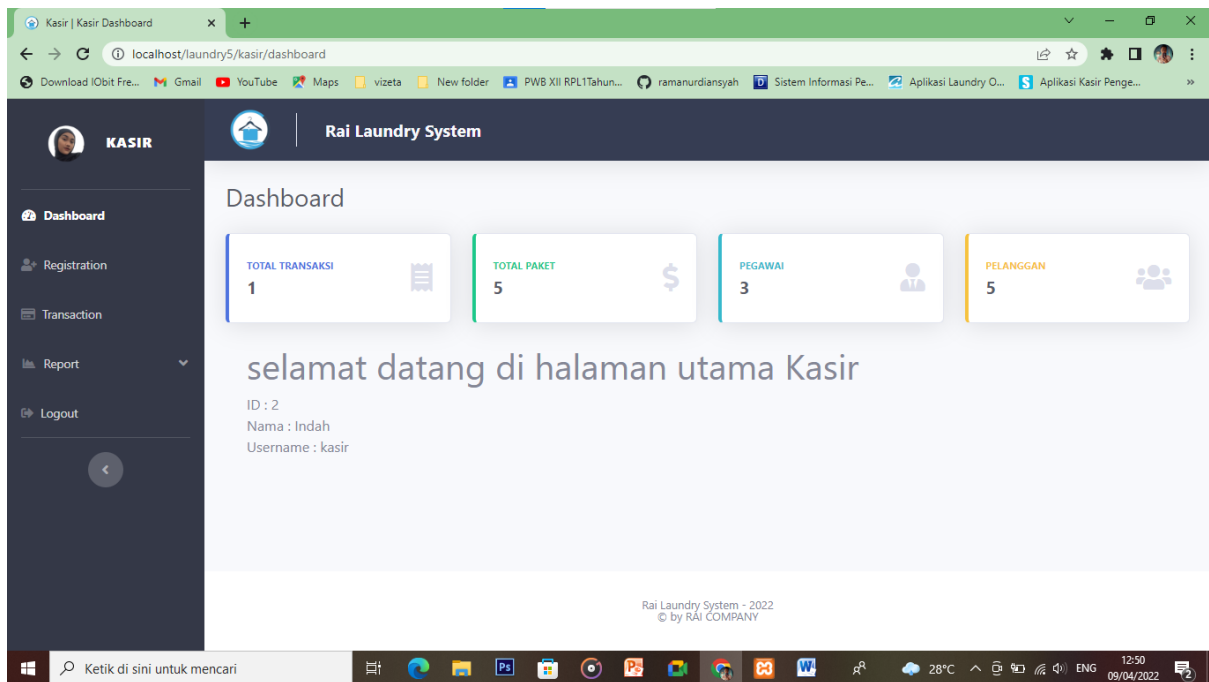 Kasir | Kasir Dashboard
localhost/laundry5/kasir/dashboard
Download IObit Fre... Gmail YouTube Maps vizeta New folder PWB XII RPL1Tahun... ramanurdiansyah Sistem Informasi Pe... Aplikasi Laundry O... Aplikasi Kasir Penge... »
KASIR
Rai Laundry System
Dashboard
Registration
Transaction
Report
Logout
Dashboard
TOTAL TRANSAKSI
1
TOTAL PAKET
5
PEGAWAI
3
PELANGGAN
5
selamat datang di halaman utama Kasir
ID : 2
Nama : Indah
Username : kasir
Rai Laundry System - 2022
© by RAI COMPANY
Ketik di sini untuk mencari
28°C ENG 12:50
09/04/2022
2